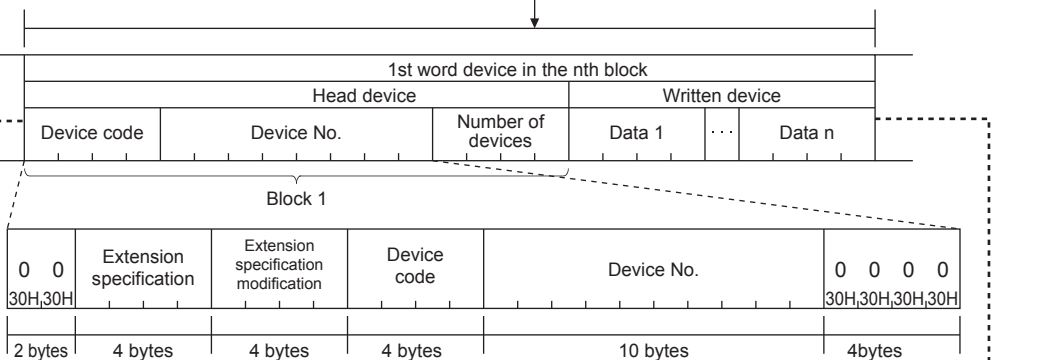 1st word device in the nth block
Head device
Written device
Device code
Device No.
Number of
devices
Data 1
···
Data n
Block 1
0 0
30H,30H
Extension
specification
Extension
specification
modification
Device
code
Device No.
0 0 0 0
30H,30H,30H,30H
2 bytes
4 bytes
4 bytes
4 bytes
10 bytes
4bytes